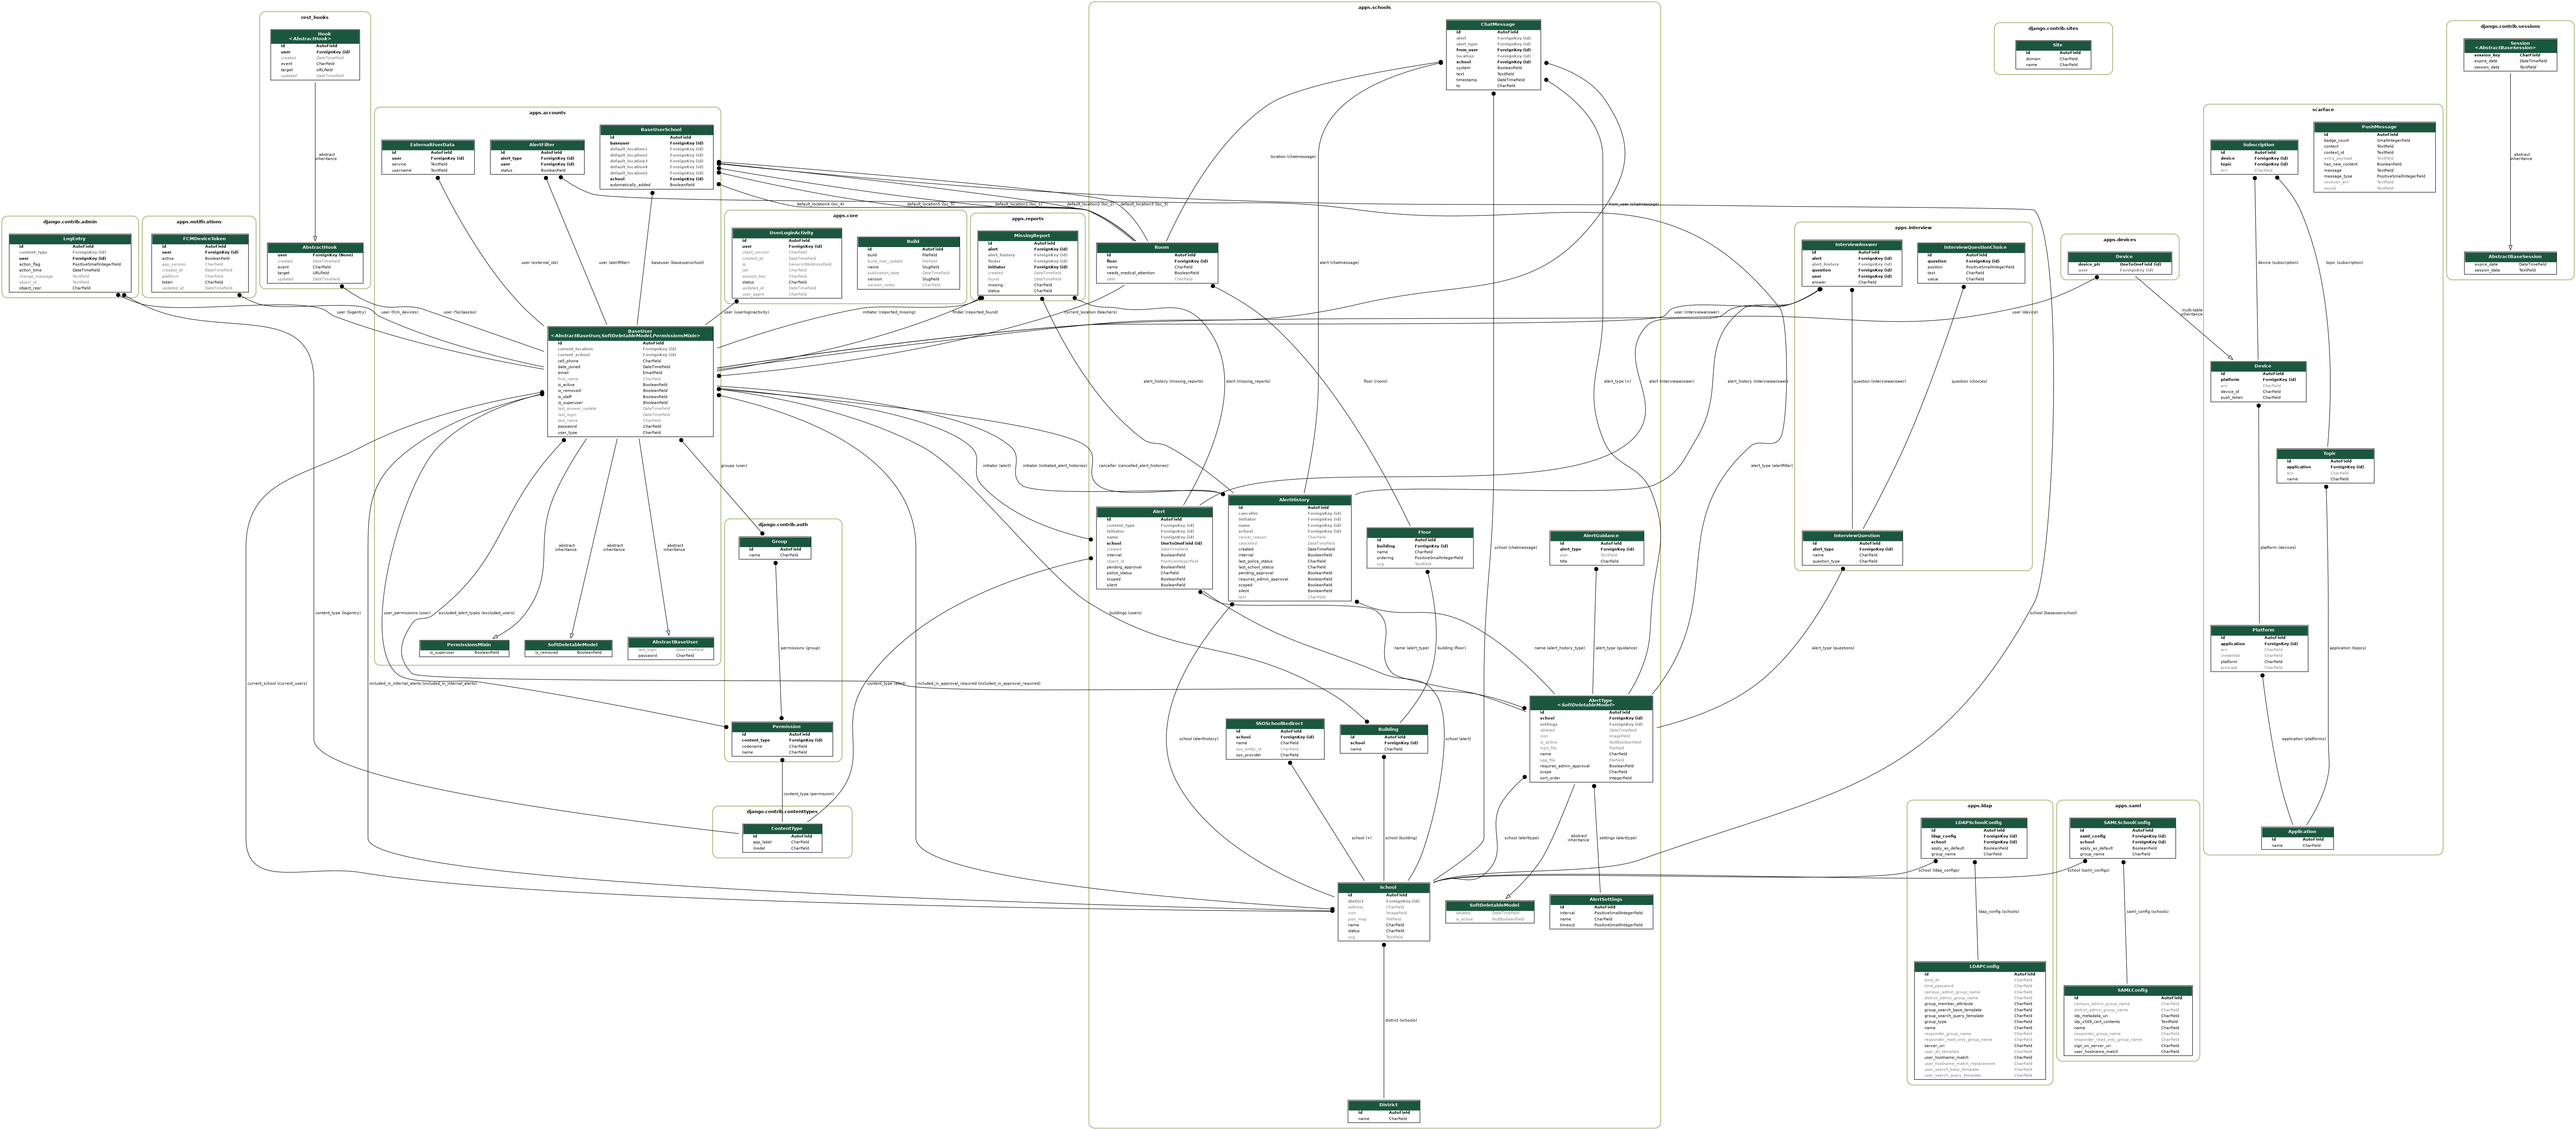 rest_hooks
Hook
<AbstractHook>
id AutoField
user ForeignKey (id)
created DateTimeField
event CharField
target URLField
updated DateTimeField
abstract
inheritance
AbstractHook
user ForeignKey (None)
created DateTimeField
event CharField
target URLField
updated DateTimeField
django.contrib.admin
LogEntry
id AutoField
content_type ForeignKey (id)
user ForeignKey (id)
action_flag PositiveSmallIntegerField
action_time DateTimeField
change_message TextField
object_id TextField
object_repr CharField
apps.notifications
FCMDeviceToken
id AutoField
user ForeignKey (id)
active BooleanField
app_version CharField
created_at DateTimeField
platform CharField
token CharField
updated_at DateTimeField
apps.accounts
ExternalUserData
id AutoField
user ForeignKey (id)
service TextField
username TextField
AlertFilter
id AutoField
alert_type ForeignKey (id)
user ForeignKey (id)
status BooleanField
BaseUserSchool
id AutoField
baseuser ForeignKey (id)
default_location1 ForeignKey (id)
default_location2 ForeignKey (id)
default_location3 ForeignKey (id)
default_location4 ForeignKey (id)
default_location5 ForeignKey (id)
school ForeignKey (id)
automatically_added BooleanField
user (external_ids)
user (alertfilter)
baseuser (baseuserschool)
user (logentry)
user (fcm_devices)
BaseUser
<AbstractBaseUser,SoftDeletableModel,PermissionsMixin>
id AutoField
current_location ForeignKey (id)
current_school ForeignKey (id)
cell_phone CharField
date_joined DateTimeField
email EmailField
first_name CharField
is_active BooleanField
is_removed BooleanField
is_staff BooleanField
is_superuser BooleanField
last_answer_update DateTimeField
last_login DateTimeField
last_name CharField
password CharField
user_type CharField
groups (user)
abstract
inheritance
abstract
inheritance
abstract
inheritance
user_permissions (user)
excluded_alert_types (excluded_users)
PermissionsMixin
is_superuser BooleanField
SoftDeletableModel
is_removed BooleanField
AbstractBaseUser
last_login DateTimeField
password CharField
current_school (current_users)
included_in_internal_alerts (included_in_internal_alerts)
content_type (alert)
included_in_approval_required (included_in_approval_required)
content_type (logentry)
apps.core
UserLoginActivity
id AutoField
user ForeignKey (id)
client_version CharField
created_at DateTimeField
ip GenericIPAddressField
jwt CharField
session_key CharField
status CharField
updated_at DateTimeField
user_agent CharField
Build
id AutoField
build FileField
build_mac_update FileField
name SlugField
publication_date DateTimeField
version SlugField
version_notes CharField
user (userloginactivity)
apps.reports
MissingReport
id AutoField
alert ForeignKey (id)
alert_history ForeignKey (id)
finder ForeignKey (id)
initiator ForeignKey (id)
created DateTimeField
found DateTimeField
missing CharField
status CharField
initiator (reported_missing)
finder (reported_found)
current_location (teachers)
default_location4 (loc_4)
default_location5 (loc_5)
default_location1 (loc_1)
default_location2 (loc_2)
default_location3 (loc_3)
django.contrib.auth
Group
id AutoField
name CharField
permissions (group)
Permission
id AutoField
content_type ForeignKey (id)
codename CharField
name CharField
content_type (permission)
django.contrib.contenttypes
ContentType
id AutoField
app_label CharField
model CharField
apps.schools
ChatMessage
id AutoField
alert ForeignKey (id)
alert_type ForeignKey (id)
from_user ForeignKey (id)
location ForeignKey (id)
school ForeignKey (id)
system BooleanField
text TextField
timestamp DateTimeField
to CharField
location (chatmessage)
from_user (chatmessage)
alert (chatmessage)
Room
id AutoField
floor ForeignKey (id)
name CharField
needs_medical_attention BooleanField
safe CharField
alert_history (missing_reports)
alert (missing_reports)
floor (room)
alert_type (+)
alert (interviewanswer)
alert_history (interviewanswer)
initiator (alert)
initiator (initiated_alert_histories)
canceller (cancelled_alert_histories)
alert_type (alertfilter)
Alert
id AutoField
content_type ForeignKey (id)
initiator ForeignKey (id)
name ForeignKey (id)
school OneToOneField (id)
created DateTimeField
internal BooleanField
object_id PositiveIntegerField
pending_approval BooleanField
police_status CharField
scoped BooleanField
silent BooleanField
AlertHistory
id AutoField
canceller ForeignKey (id)
initiator ForeignKey (id)
name ForeignKey (id)
school ForeignKey (id)
cancel_reason CharField
cancelled DateTimeField
created DateTimeField
internal BooleanField
last_police_status CharField
last_school_status CharField
pending_approval BooleanField
requires_admin_approval BooleanField
scoped BooleanField
silent BooleanField
text CharField
Floor
id AutoField
building ForeignKey (id)
name CharField
ordering PositiveSmallIntegerField
svg TextField
AlertGuidance
id AutoField
alert_type ForeignKey (id)
plan TextField
title CharField
school (chatmessage)
buildings (users)
name (alert_type)
building (floor)
name (alert_history_type)
alert_type (guidance)
school (baseuserschool)
SSOSchoolRedirect
id AutoField
school ForeignKey (id)
name CharField
sso_entity_id CharField
sso_provider CharField
Building
id AutoField
school ForeignKey (id)
name CharField
AlertType
<SoftDeletableModel>
id AutoField
school ForeignKey (id)
settings ForeignKey (id)
deleted DateTimeField
icon ImageField
is_active NullBooleanField
mp3_file FileField
name CharField
ogg_file FileField
requires_admin_approval BooleanField
scope CharField
sort_order IntegerField
school (alerthistory)
school (alert)
school (+)
school (building)
school (alerttype)
abstract
inheritance
settings (alerttype)
School
id AutoField
district ForeignKey (id)
address CharField
icon ImageField
json_map FileField
name CharField
status CharField
svg TextField
SoftDeletableModel
deleted DateTimeField
is_active NullBooleanField
AlertSettings
id AutoField
interval PositiveSmallIntegerField
name CharField
timeout PositiveSmallIntegerField
district (schools)
District
id AutoField
name CharField
apps.interview
InterviewAnswer
id AutoField
alert ForeignKey (id)
alert_history ForeignKey (id)
question ForeignKey (id)
user ForeignKey (id)
answer CharField
InterviewQuestionChoice
id AutoField
question ForeignKey (id)
position PositiveSmallIntegerField
text CharField
value CharField
user (interviewanswer)
question (interviewanswer)
question (choices)
InterviewQuestion
id AutoField
alert_type ForeignKey (id)
name CharField
question_type CharField
alert_type (questions)
django.contrib.sites
Site
id AutoField
domain CharField
name CharField
apps.devices
Device
device_ptr OneToOneField (id)
user ForeignKey (id)
user (device)
multi-table
inheritance
scarface
Subscription
id AutoField
device ForeignKey (id)
topic ForeignKey (id)
arn CharField
PushMessage
id AutoField
badge_count SmallIntegerField
context TextField
context_id TextField
extra_payload TextField
has_new_content BooleanField
message TextField
message_type PositiveSmallIntegerField
receiver_arn TextField
sound TextField
device (subscription)
topic (subscription)
Device
id AutoField
platform ForeignKey (id)
arn CharField
device_id CharField
push_token CharField
Topic
id AutoField
application ForeignKey (id)
arn CharField
name CharField
platform (devices)
Platform
id AutoField
application ForeignKey (id)
arn CharField
credential CharField
platform CharField
principal CharField
application (topics)
application (platforms)
Application
id AutoField
name CharField
django.contrib.sessions
Session
<AbstractBaseSession>
session_key CharField
expire_date DateTimeField
session_data TextField
abstract
inheritance
AbstractBaseSession
expire_date DateTimeField
session_data TextField
apps.ldap
LDAPSchoolConfig
id AutoField
ldap_config ForeignKey (id)
school ForeignKey (id)
apply_as_default BooleanField
group_name CharField
school (ldap_configs)
ldap_config (schools)
LDAPConfig
id AutoField
bind_dn CharField
bind_password CharField
campus_admin_group_name CharField
district_admin_group_name CharField
group_member_attribute CharField
group_search_base_template CharField
group_search_query_template CharField
group_type CharField
name CharField
responder_group_name CharField
responder_read_only_group_name CharField
server_uri CharField
user_dn_template CharField
user_hostname_match CharField
user_hostname_match_replacement CharField
user_search_base_template CharField
user_search_query_template CharField
apps.saml
SAMLSchoolConfig
id AutoField
saml_config ForeignKey (id)
school ForeignKey (id)
apply_as_default BooleanField
group_name CharField
school (saml_configs)
saml_config (schools)
SAMLConfig
id AutoField
campus_admin_group_name CharField
district_admin_group_name CharField
idp_metadata_uri CharField
idp_x509_cert_contents TextField
name CharField
responder_group_name CharField
responder_read_only_group_name CharField
sign_on_server_uri CharField
user_hostname_match CharField